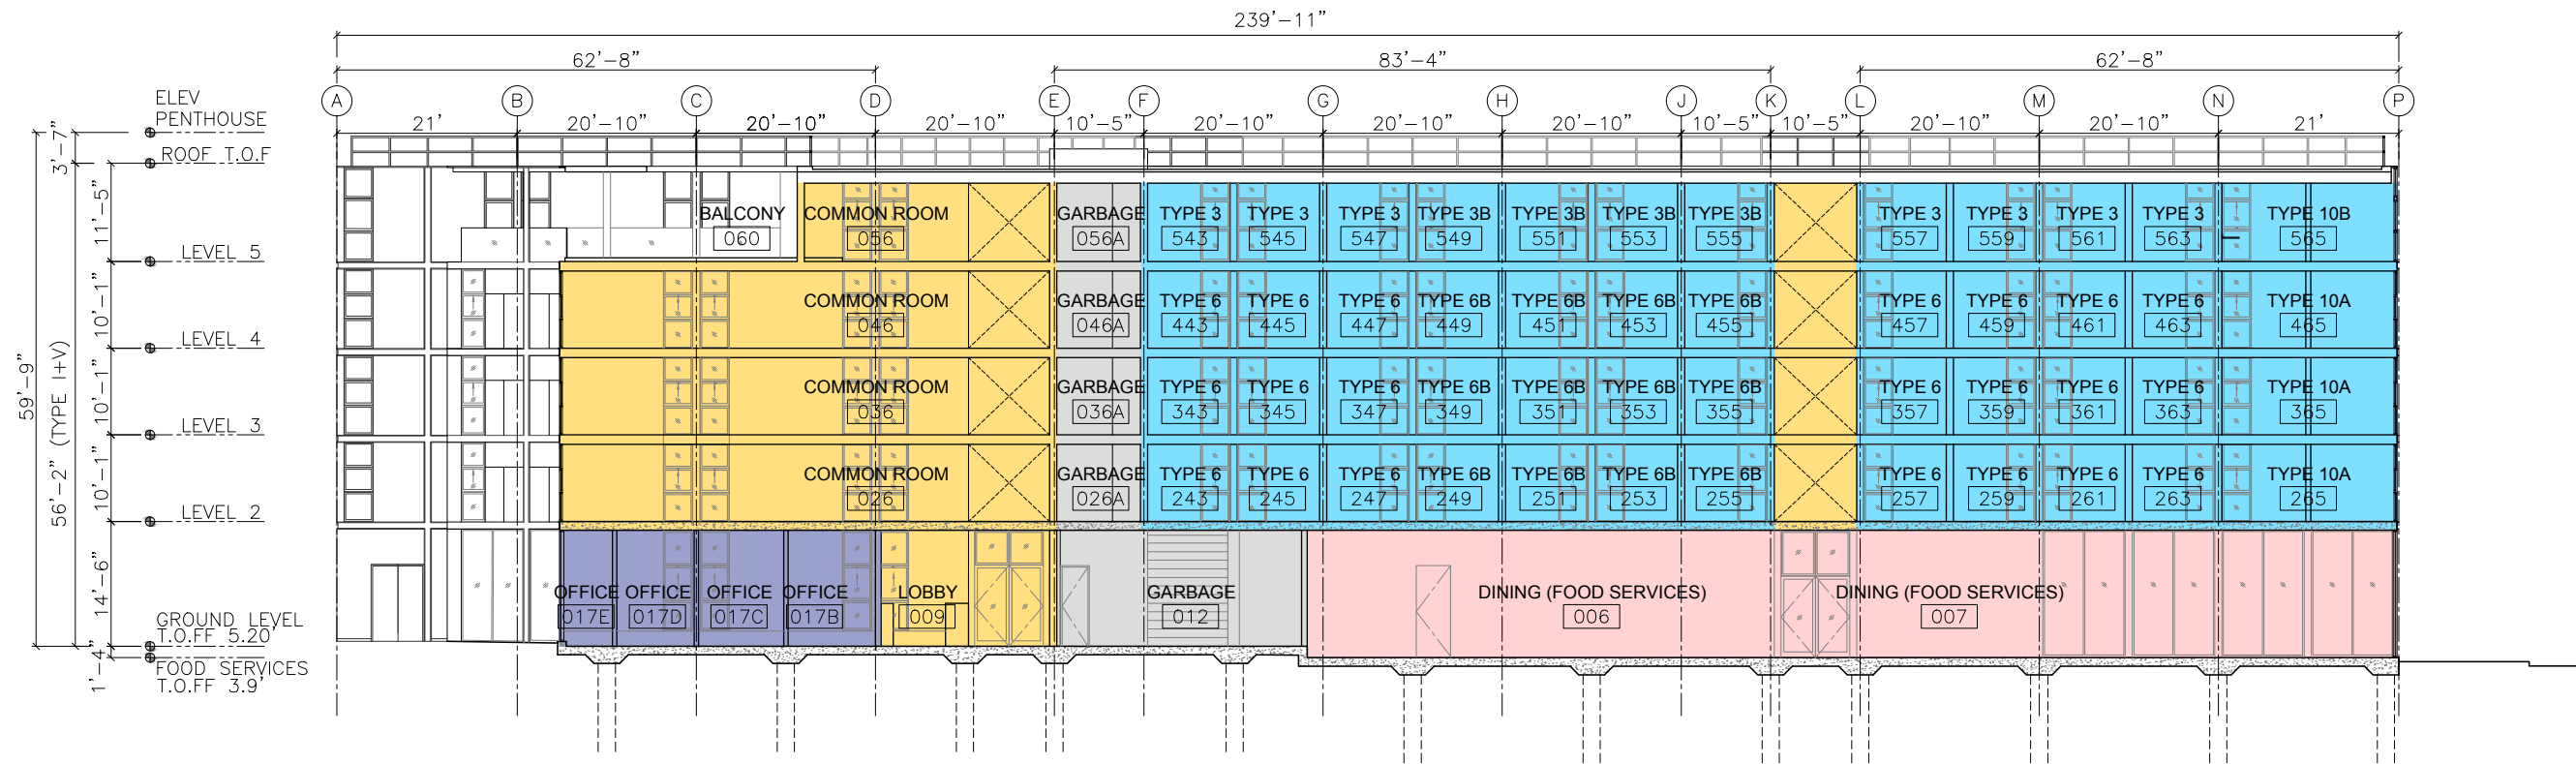 239'-11"
62'-8" 83'-4" 62'-8"
A B C D E F G H J K L M N P
21' 20'-10" 20'-10" 20'-10" 10'-5" 20'-10" 20'-10" 20'-10" 10'-5" 10'-5" 20'-10" 20'-10" 21'
ELEV
PENTHOUSE
ROOF T.O.F
LEVEL 5
LEVEL 4
LEVEL 3
LEVEL 2
GROUND LEVEL
T.O.FF 5.20'
FOOD SERVICES
T.O.FF 3.9'
59'-9"
3'-7"
56'-2" (TYPE I+V)
11'-5"
10'-1"
10'-1"
10'-1"
14'-6"
1'-4"
BALCONY COMMON ROOM GARBAGE TYPE 3 TYPE 3 TYPE 3 TYPE 3B TYPE 3B TYPE 3B TYPE 3B TYPE 3 TYPE 3 TYPE 3 TYPE 3 TYPE 10B
060 056 056A 543 545 547 549 551 553 555 557 559 561 563 565
COMMON ROOM GARBAGE TYPE 6 TYPE 6 TYPE 6 TYPE 6B TYPE 6B TYPE 6B TYPE 6B TYPE 6 TYPE 6 TYPE 6 TYPE 6 TYPE 10A
046 046A 443 445 447 449 451 453 455 457 459 461 463 465
COMMON ROOM GARBAGE TYPE 6 TYPE 6 TYPE 6 TYPE 6B TYPE 6B TYPE 6B TYPE 6B TYPE 6 TYPE 6 TYPE 6 TYPE 6 TYPE 10A
036 036A 343 345 347 349 351 353 355 357 359 361 363 365
COMMON ROOM GARBAGE TYPE 6 TYPE 6 TYPE 6 TYPE 6B TYPE 6B TYPE 6B TYPE 6B TYPE 6 TYPE 6 TYPE 6 TYPE 6 TYPE 10A
026 026A 243 245 247 249 251 253 255 257 259 261 263 265
OFFICE OFFICE OFFICE OFFICE LOBBY GARBAGE DINING (FOOD SERVICES) DINING (FOOD SERVICES)
017E 017D 017C 017B 009 012 006 007